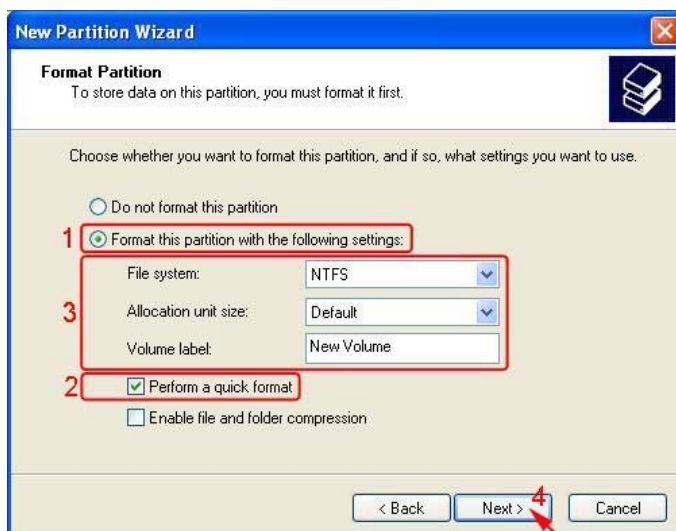 New Partition Wizard
Format Partition
To store data on this partition, you must format it first.
Choose whether you want to format this partition, and if so, what settings you want to use.
Do not format this partition
1 Format this partition with the following settings:
File system: NTFS
3 Allocation unit size: Default
Volume label: New Volume
2 Perform a quick format
Enable file and folder compression
< Back Next > 4 Cancel